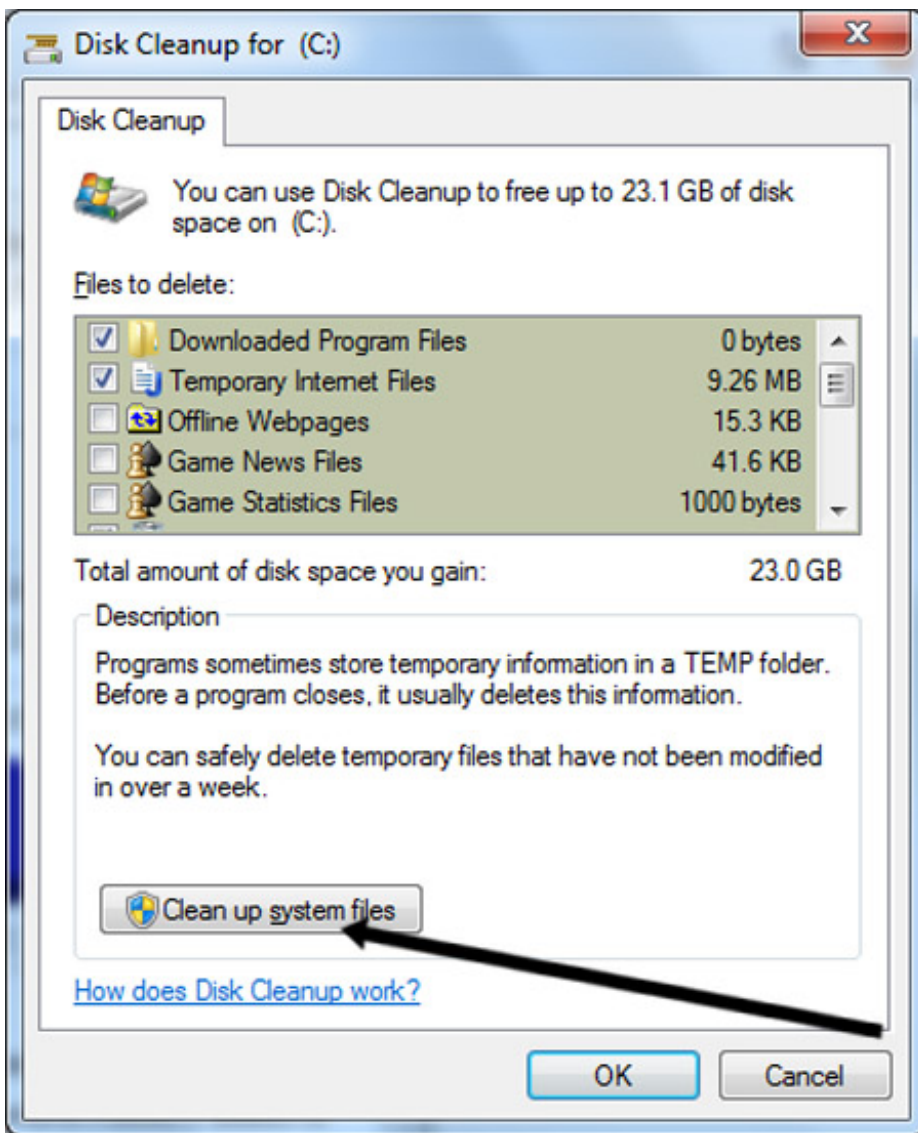 Disk Cleanup for (C:)
Disk Cleanup
You can use Disk Cleanup to free up to 23.1 GB of disk
space on (C:).
Files to delete:
Downloaded Program Files 0 bytes
Temporary Internet Files 9.26 MB
Offline Webpages 15.3 KB
Game News Files 41.6 KB
Game Statistics Files 1000 bytes
Total amount of disk space you gain: 23.0 GB
Description
Programs sometimes store temporary information in a TEMP folder.
Before a program closes, it usually deletes this information.
You can safely delete temporary files that have not been modified
in over a week.
Clean up system files
How does Disk Cleanup work?
OK Cancel